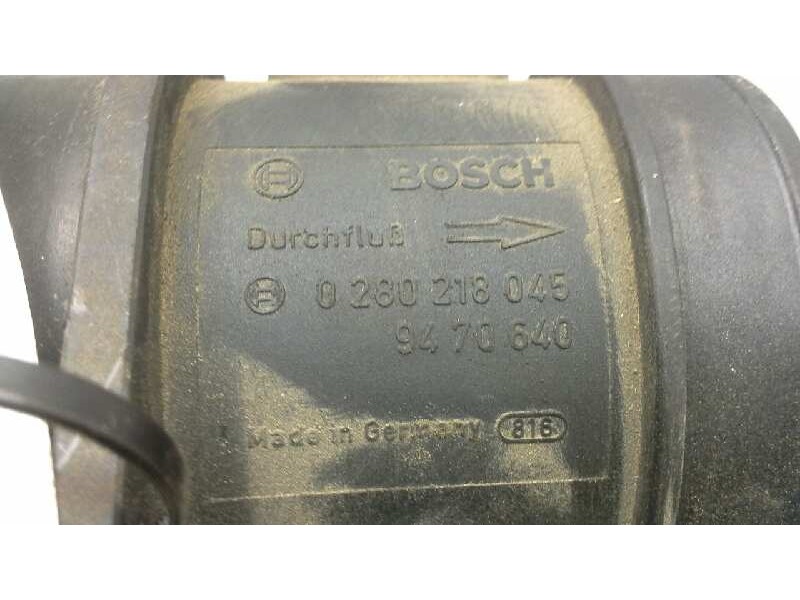 BOSCH
Durchfluß
0 280 218 045
94 70 640
Made in Germany 816